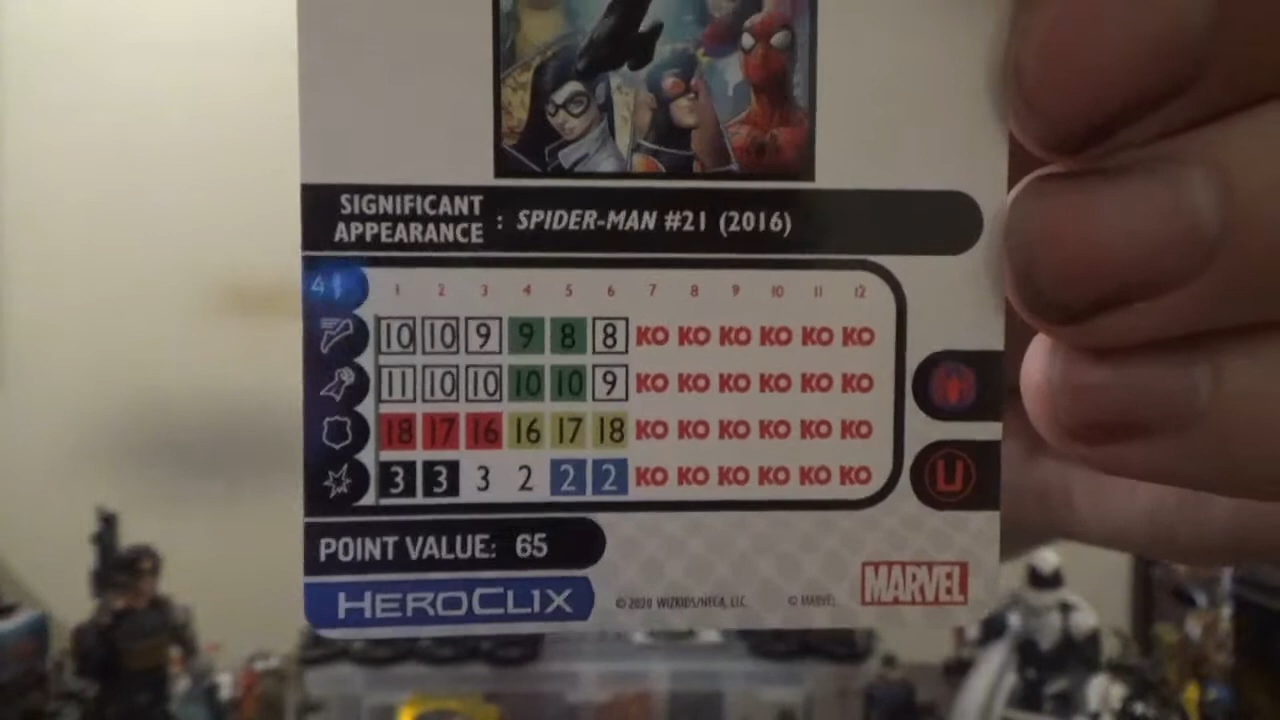 SIGNIFICANT APPEARANCE : SPIDER-MAN #21 (2016)
4 1 2 3 4 5 6 7 8 9 10 11 12
10 10 9 9 8 8 KO KO KO KO KO KO
11 10 10 10 10 9 KO KO KO KO KO KO
18 17 16 16 17 18 KO KO KO KO KO KO
3 3 3 2 2 2 KO KO KO KO KO KO
U
POINT VALUE: 65
HEROCLIX © 2020 WIZKIDS/NECA, LLC © MARVEL MARVEL